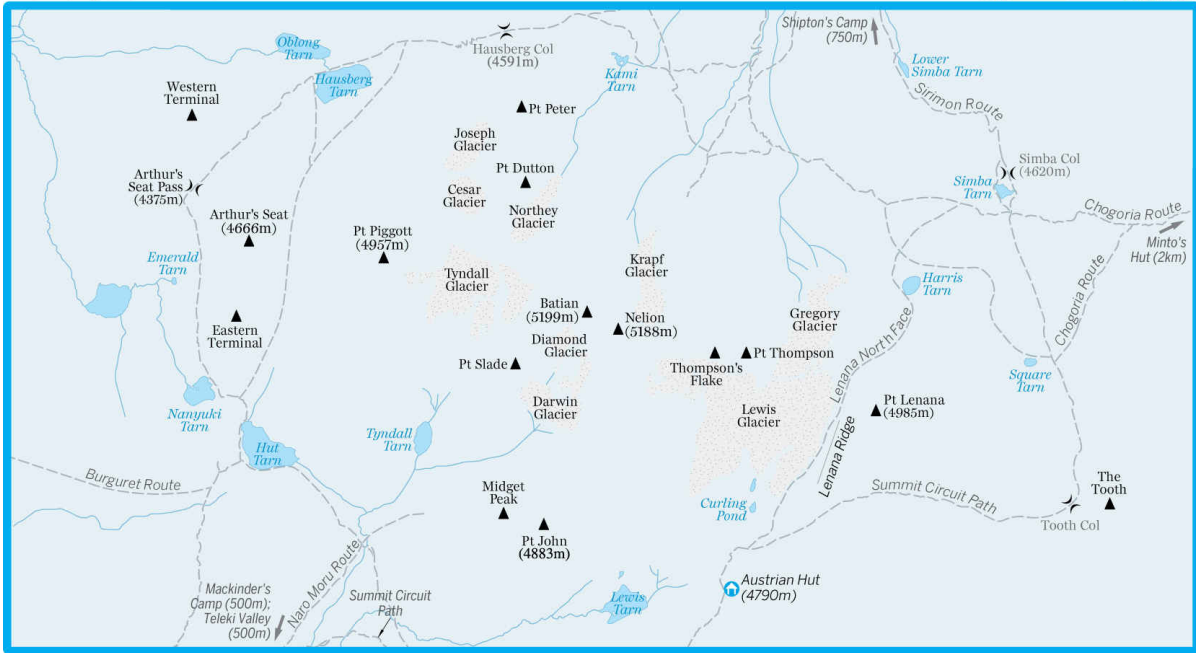 Shipton's Camp
(750m)
Oblong
Tarn
Hausberg Col
(4591m)
Hausberg
Tarn
Kami
Tarn
Lower
Simba Tarn
Western
Terminal
Sirimon Route
Pt Peter
Joseph
Glacier
Simba Col
(4620m)
Arthur's
Seat Pass
(4375m)
Pt Dutton
Cesar
Glacier
Simba
Tarn
Northey
Glacier
Chogoria Route
Arthur's Seat
(4666m)
Pt Piggott
(4957m)
Minto's
Hut (2km)
Emerald
Tarn
Krapf
Glacier
Tyndall
Glacier
Harris
Tarn
Chogoria Route
Batian
(5199m)
Nelion
(5188m)
Gregory
Glacier
Eastern
Terminal
Diamond
Glacier
Lenana North Face
Pt Slade
Thompson's
Flake
Pt Thompson
Square
Tarn
Nanyuki
Tarn
Darwin
Glacier
Lewis
Glacier
Pt Lenana
(4985m)
Tyndall
Tarn
Hut
Tarn
Lenana Ridge
Burguret Route
Summit Circuit Path
The
Tooth
Midget
Peak
Curling
Pond
Tooth Col
Pt John
(4883m)
Naro Moru Route
Mackinder's
Camp (500m);
Teleki Valley
(500m)
Summit Circuit
Path
Lewis
Tarn
Austrian Hut
(4790m)